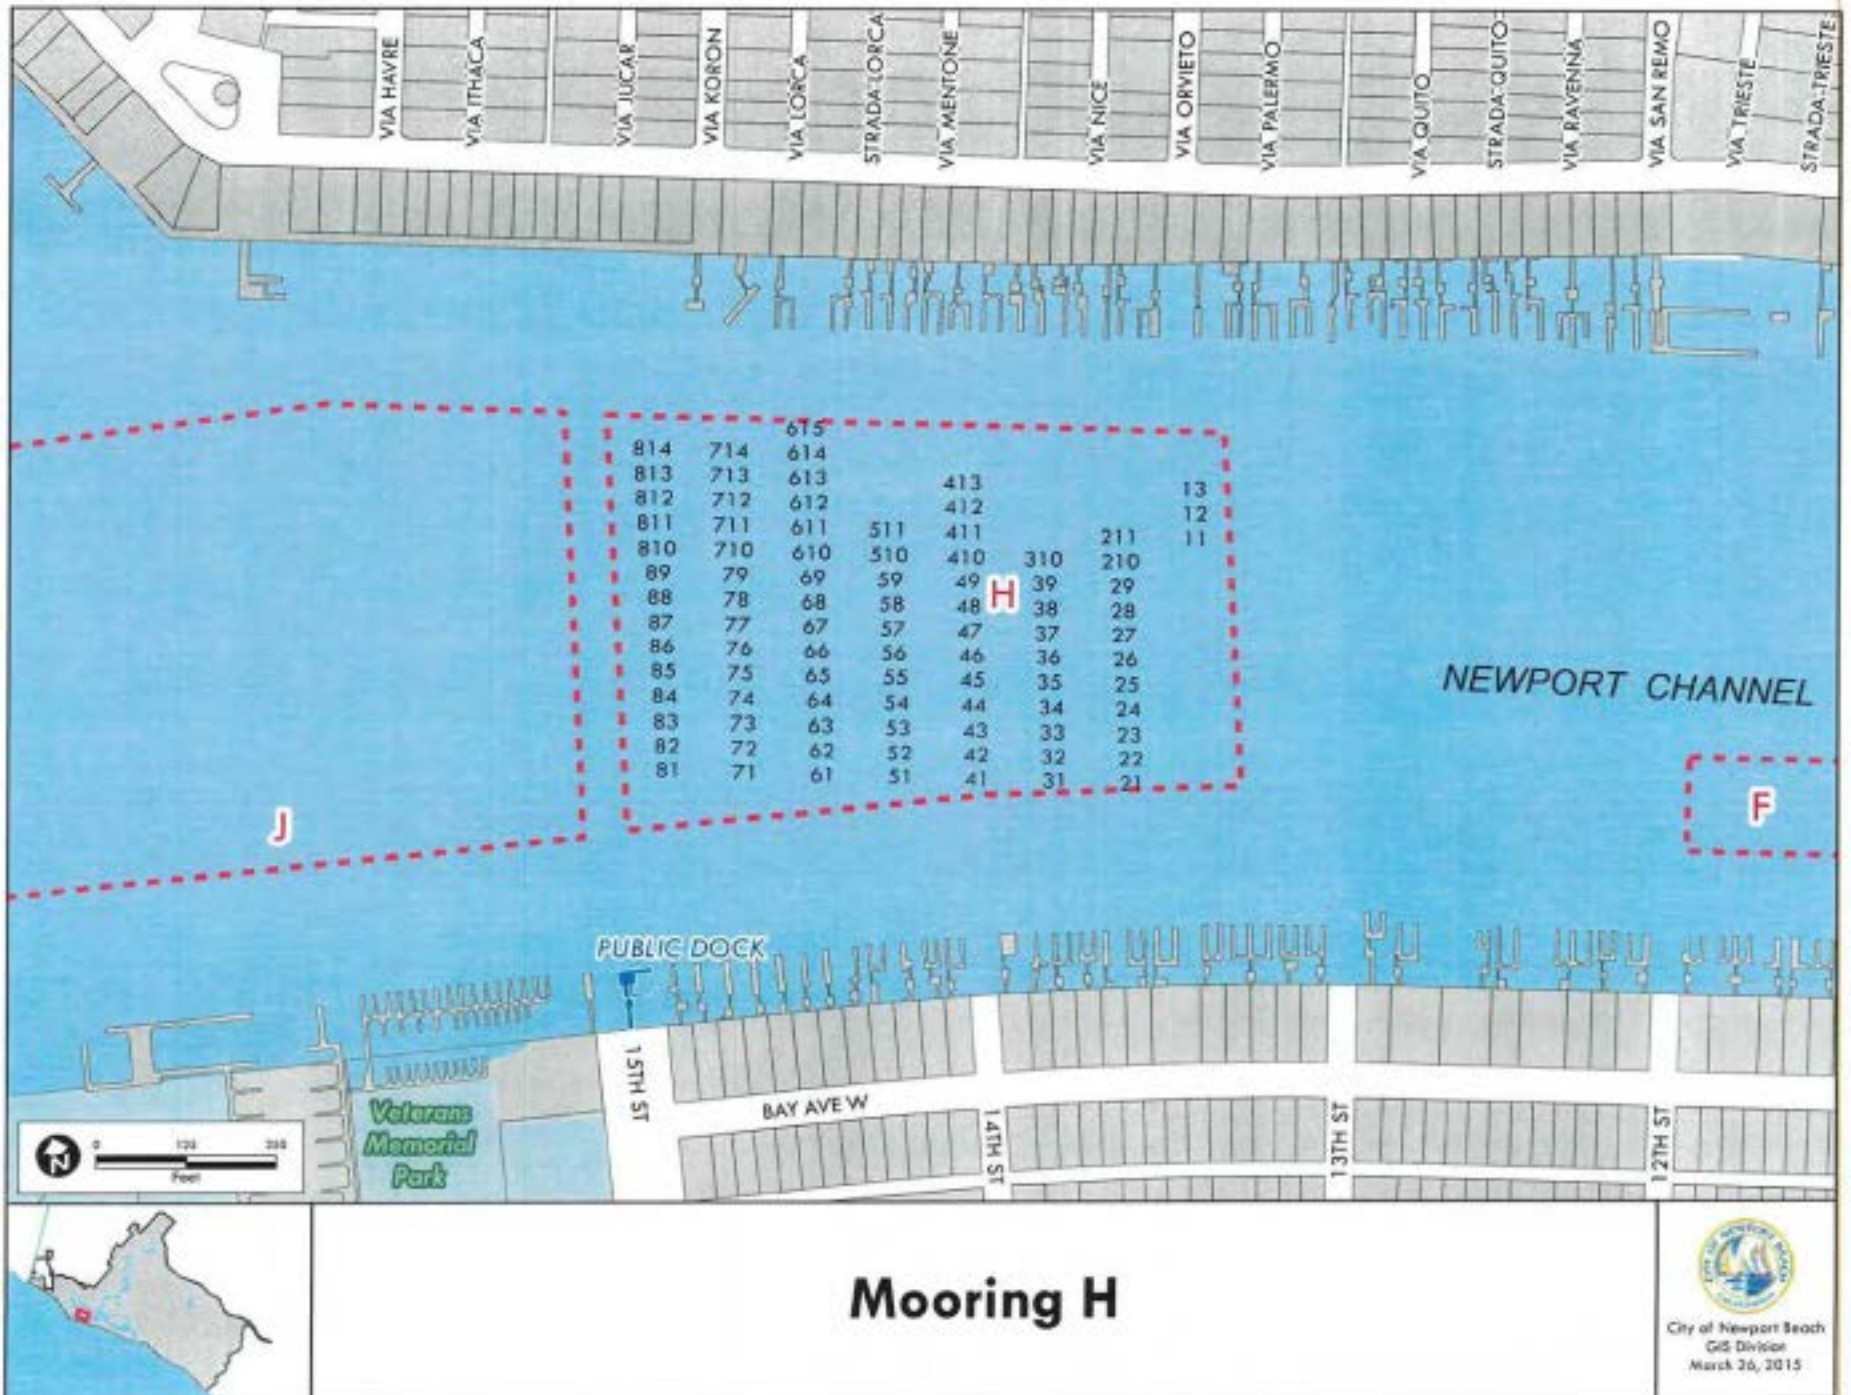 VIA HAVRE
VIA ITHACA
VIA JUCAR
VIA KORON
VIA LORCA
STRADA-LORCA
VIA MENTONE
VIA NICE
VIA ORVIETO
VIA PALERMO
VIA QUITO
STRADA-QUITO
VIA RAVENNA
VIA SAN REMO
VIA TRIESTE
STRADA-TRIESTE
615
814 714 614
813 713 613 413 13
812 712 612 412 12
811 711 611 511 411 211 11
810 710 610 510 410 310 210
89 79 69 59 49 39 29
H
88 78 68 58 48 38 28
87 77 67 57 47 37 27
86 76 66 56 46 36 26
85 75 65 55 45 35 25
84 74 64 54 44 34 24
83 73 63 53 43 33 23
82 72 62 52 42 32 22
81 71 61 51 41 31 21
NEWPORT CHANNEL
J
F
PUBLIC DOCK
15TH ST
BAY AVE W
14TH ST
13TH ST
12TH ST
Veterans
Memorial
Park
N
0
Feet
Mooring H
City of Newport Beach
GIS Division
March 26, 2015